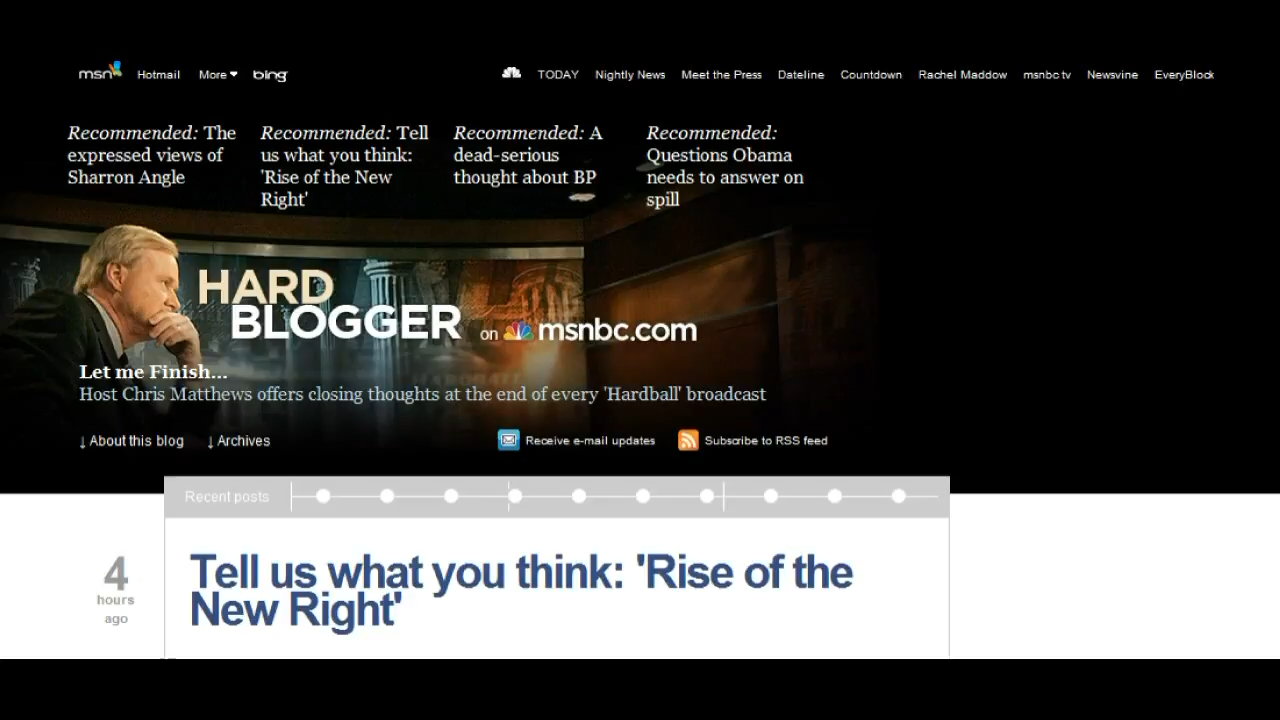 msn Hotmail More bing TODAY Nightly News Meet the Press Dateline Countdown Rachel Maddow msnbc tv Newsvine EveryBlock
Recommended: The
expressed views of
Sharron Angle
Recommended: Tell
us what you think:
'Rise of the New
Right'
Recommended: A
dead-serious
thought about BP
Recommended:
Questions Obama
needs to answer on
spill
HARD
BLOGGER on msnbc.com
Let me Finish...
Host Chris Matthews offers closing thoughts at the end of every 'Hardball' broadcast
↓ About this blog ↓ Archives Receive e-mail updates Subscribe to RSS feed
Recent posts
4
hours
ago
Tell us what you think: 'Rise of the
New Right'